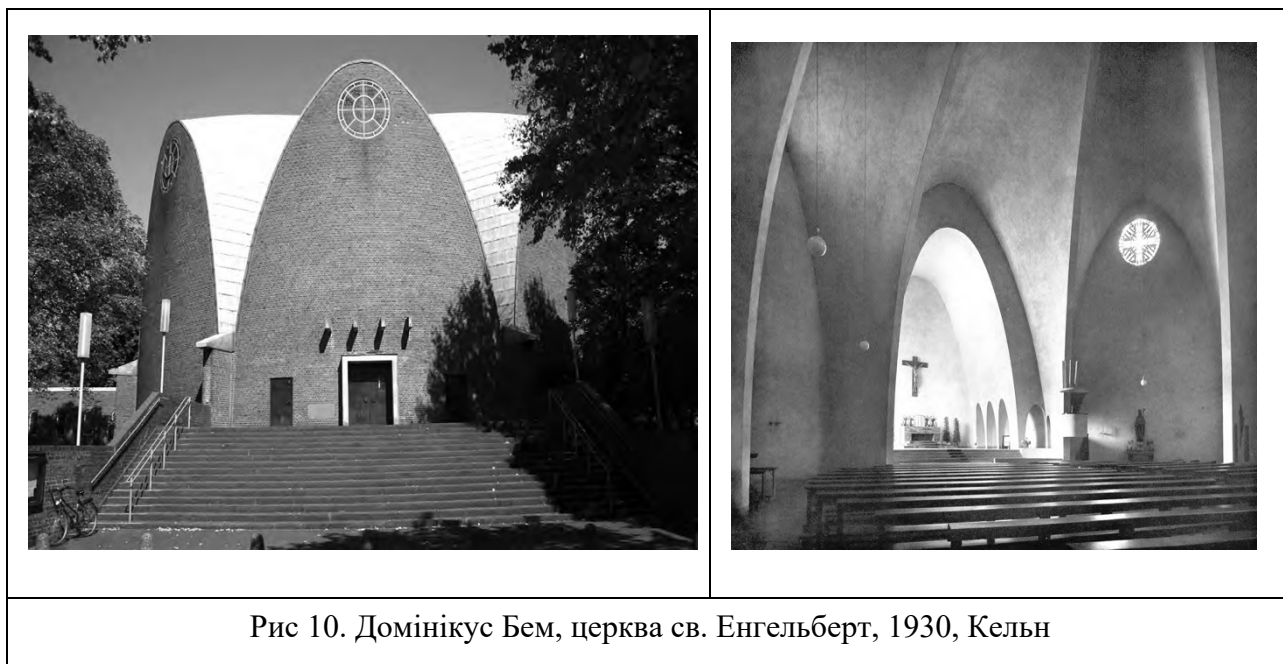 Рис 10. Домінікус Бем, церква св. Енгельберт, 1930, Кельн